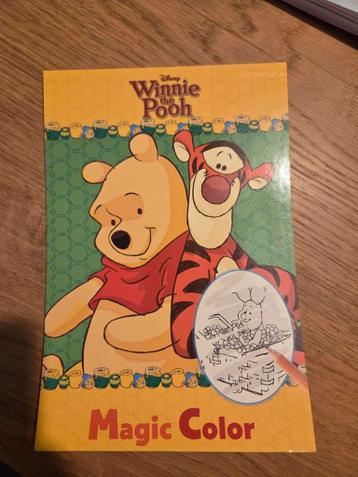 Disney
Winnie
the
Pooh
Magic Color